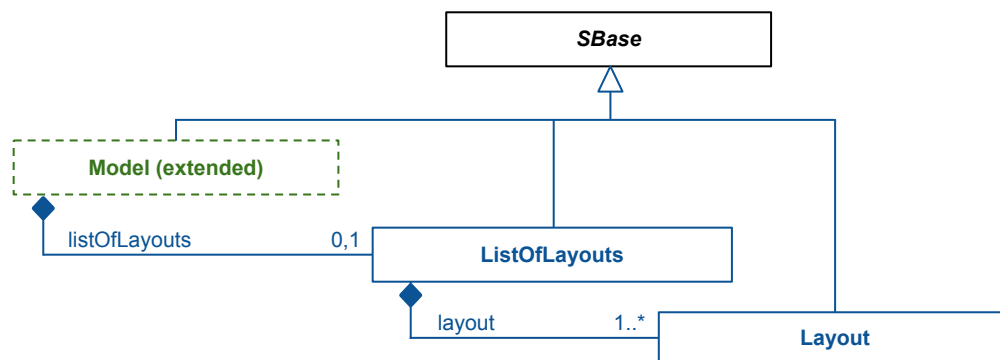 SBase
Model (extended)
listOfLayouts 0,1
ListOfLayouts
layout 1..*
Layout